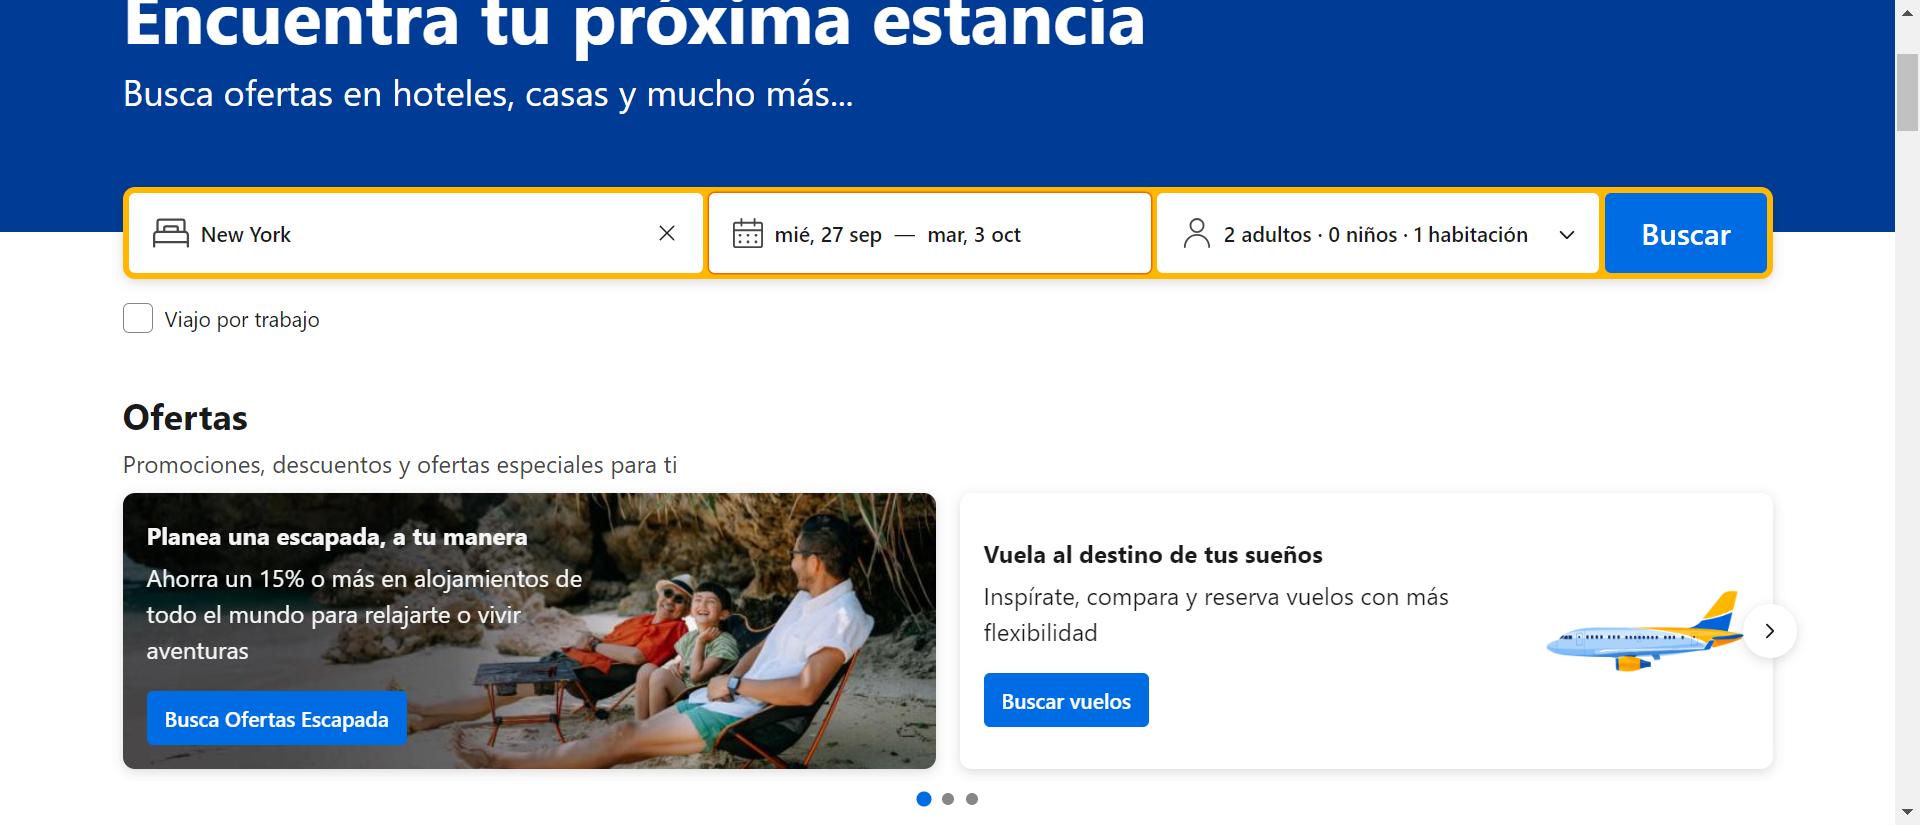 Encuentra tu próxima estancia
Busca ofertas en hoteles, casas y mucho más...
New York
mié, 27 sep — mar, 3 oct
2 adultos · 0 niños · 1 habitación
Buscar
Viajo por trabajo
Ofertas
Promociones, descuentos y ofertas especiales para ti
Planea una escapada, a tu manera
Ahorra un 15% o más en alojamientos de
todo el mundo para relajarte o vivir
aventuras
Busca Ofertas Escapada
Vuela al destino de tus sueños
Inspírate, compara y reserva vuelos con más
flexibilidad
Buscar vuelos